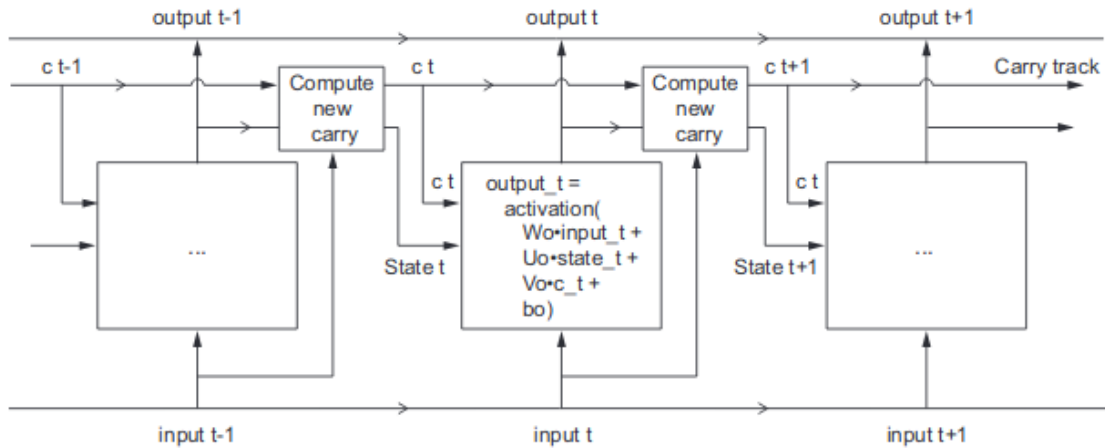 output t-1
output t
output t+1
c t-1
Compute
new
carry
c t
Compute
new
carry
c t+1
Carry track
c t
output_t =
activation(
Wo•input_t +
Uo•state_t +
Vo•c_t +
bo)
c t
...
...
State t
State t+1
input t-1
input t
input t+1